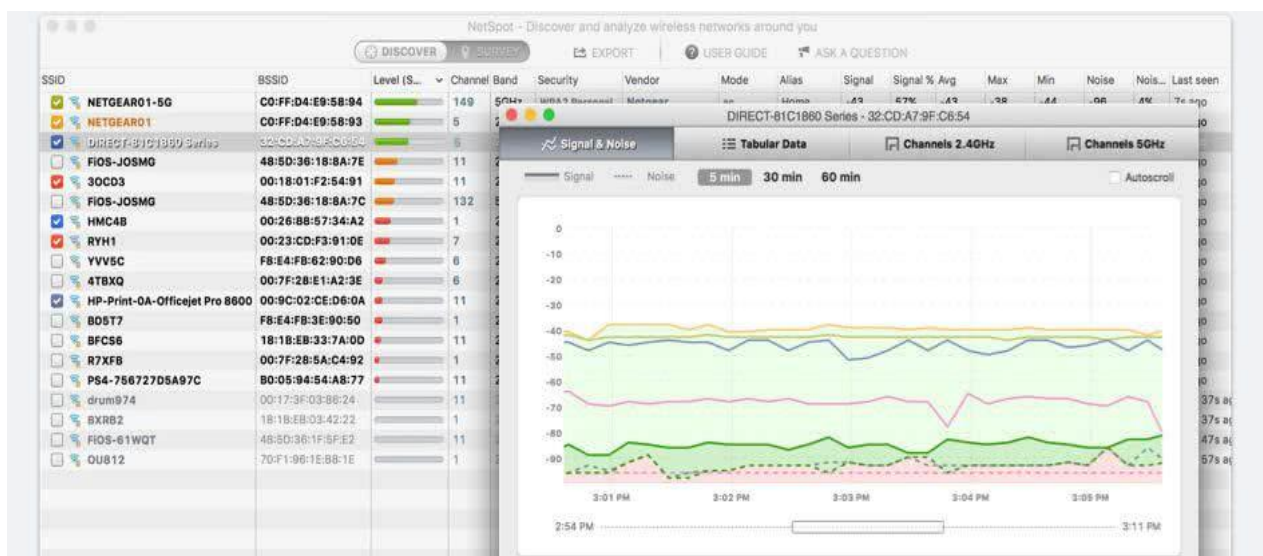 NetSpot - Discover and analyze wireless networks around you
DISCOVER SURVEY EXPORT USER GUIDE ASK A QUESTION
SSID BSSID Level (S... Channel Band Security Vendor Mode Alias Signal Signal % Avg Max Min Noise Nois... Last seen
NETGEAR01-5G C0:FF:D4:E9:58:94 149 5GHz WPA2 Personal Netgear ac Home -43 57% -43 -38 -44 -96 4% 7s ago
NETGEAR01 C0:FF:D4:E9:58:93 5
DIRECT-81C1860 Series 32:CD:A7:9F:C6:54 5
FiOS-JOSMG 48:5D:36:18:8A:7E 11
3OCD3 00:18:01:F2:54:91 11
FiOS-JOSMG 48:5D:36:18:8A:7C 132
HMC4B 00:26:B8:57:34:A2 1
RYH1 00:23:CD:F3:91:0E 7
YVV5C F8:E4:FB:62:90:D6 6
4TBXQ 00:7F:28:E1:A2:3E 6
HP-Print-0A-Officejet Pro 8600 00:9C:02:CE:D6:0A 11
BD5T7 F8:E4:FB:3E:90:50 1
BFCS6 18:1B:EB:33:7A:0D 11
R7XFB 00:7F:28:5A:C4:92 1
PS4-756727D5A97C B0:05:94:54:A8:77 11
drum974 00:17:3F:03:86:24 11 37s
BXRB2 18:1B:EB:03:42:22 1 37s
FiOS-61WQT 48:5D:36:1F:5F:E2 11 47s
OU812 70:F1:96:1E:B8:1E 1 57s
DIRECT-81C1860 Series - 32:CD:A7:9F:C6:54
Signal & Noise Tabular Data Channels 2.4GHz Channels 5GHz
Signal Noise 5 min 30 min 60 min Autoscroll
0
-10
-20
-30
-40
-50
-60
-70
-80
-90
3:01 PM 3:02 PM 3:03 PM 3:04 PM 3:05 PM
2:54 PM 3:11 PM